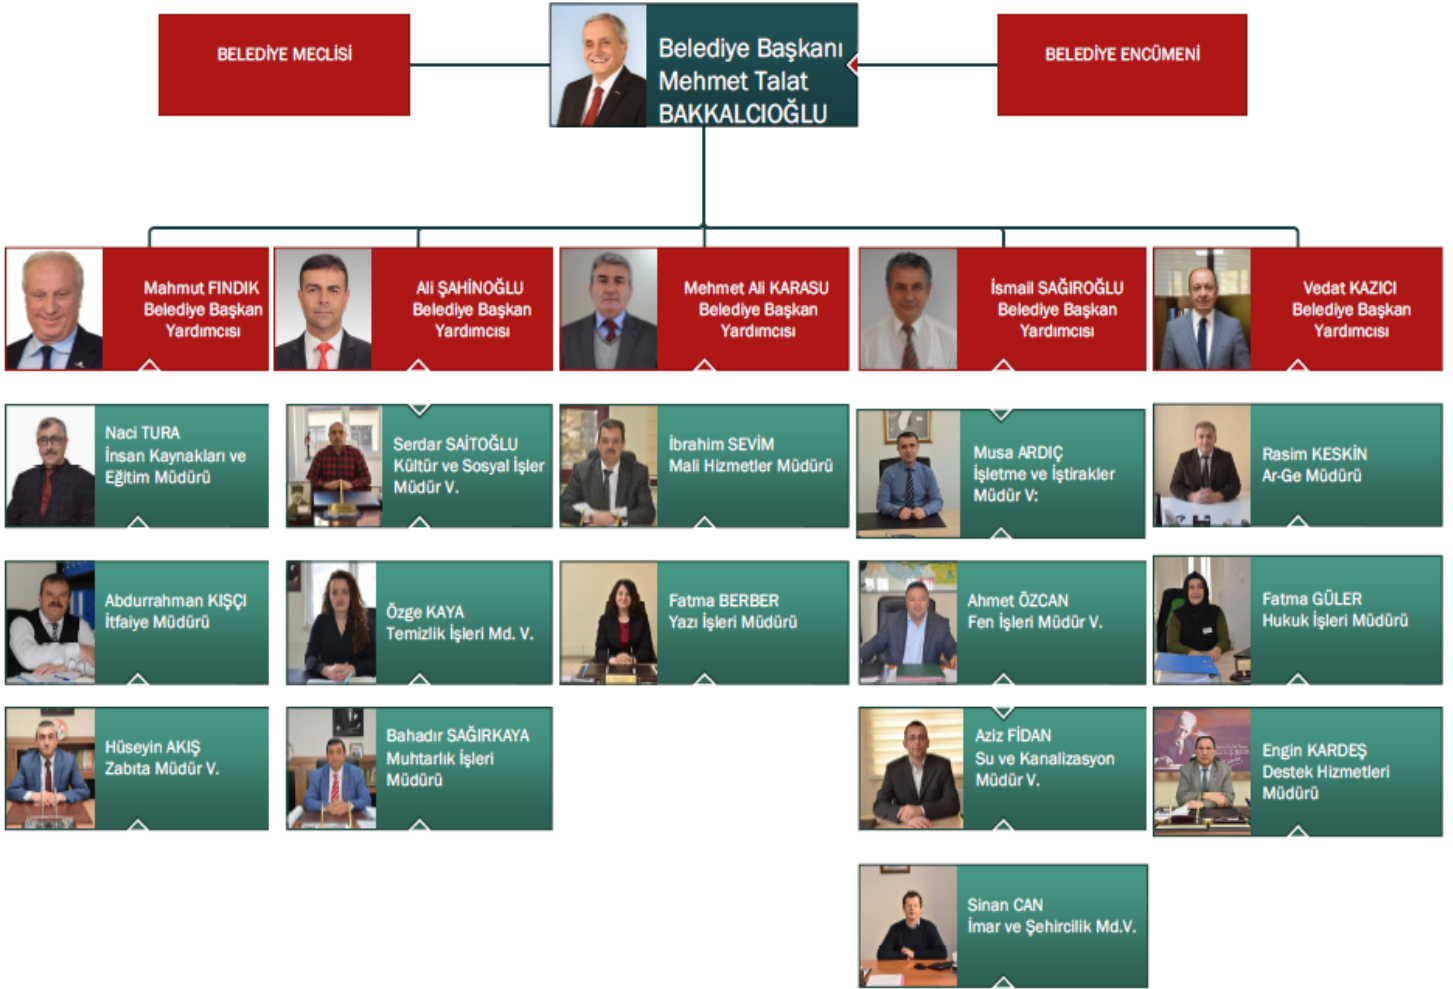 BELEDİYE MECLİSİ
Belediye Başkanı
Mehmet Talat
BAKKALCIOĞLU
BELEDİYE ENCÜMENİ
Mahmut FINDIK
Belediye Başkan
Yardımcısı
Ali ŞAHİNOĞLU
Belediye Başkan
Yardımcısı
Mehmet Ali KARASU
Belediye Başkan
Yardımcısı
İsmail SAĞIROĞLU
Belediye Başkan
Yardımcısı
Vedat KAZICI
Belediye Başkan
Yardımcısı
Naci TURA
İnsan Kaynakları ve
Eğitim Müdürü
Serdar SAİTOĞLU
Kültür ve Sosyal İşler
Müdür V.
İbrahim SEVİM
Mali Hizmetler Müdürü
Musa ARDIÇ
İşletme ve İştirakler
Müdür V:
Rasim KESKİN
Ar-Ge Müdürü
Abdurrahman KIŞÇI
İtfaiye Müdürü
Özge KAYA
Temizlik İşleri Md. V.
Fatma BERBER
Yazı İşleri Müdürü
Ahmet ÖZCAN
Fen İşleri Müdür V.
Fatma GÜLER
Hukuk İşleri Müdürü
Hüseyin AKIŞ
Zabıta Müdür V.
Bahadır SAĞIRKAYA
Muhtarlık İşleri
Müdürü
Aziz FİDAN
Su ve Kanalizasyon
Müdür V.
Engin KARDEŞ
Destek Hizmetleri
Müdürü
Sinan CAN
İmar ve Şehircilik Md.V.